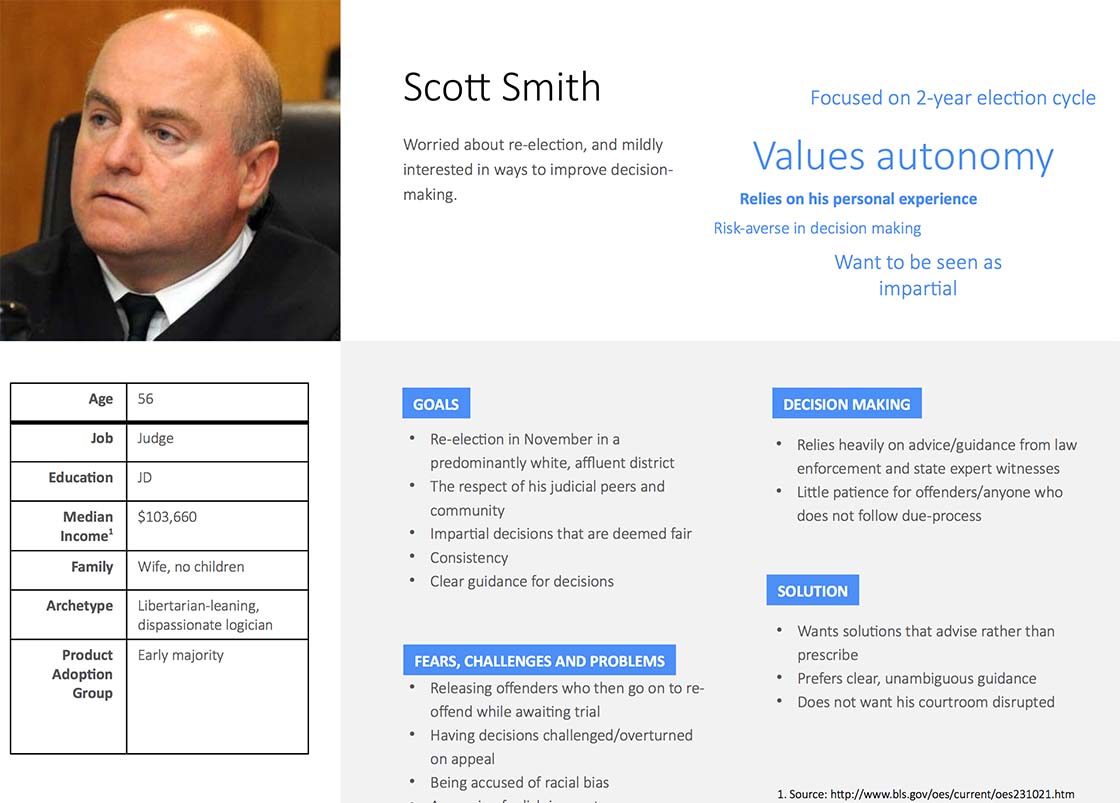 Scott Smith
Worried about re-election, and mildly
interested in ways to improve decision-
making.
Focused on 2-year election cycle
Values autonomy
Relies on his personal experience
Risk-averse in decision making
Want to be seen as
impartial
Age 56
Job Judge
Education JD
Median $103,660
Income1
Family Wife, no children
Archetype Libertarian-leaning,
dispassionate logician
Product Early majority
Adoption
Group
GOALS
• Re-election in November in a
predominantly white, affluent district
• The respect of his judicial peers and
community
• Impartial decisions that are deemed fair
• Consistency
• Clear guidance for decisions
FEARS, CHALLENGES AND PROBLEMS
• Releasing offenders who then go on to re-
offend while awaiting trial
• Having decisions challenged/overturned
on appeal
• Being accused of racial bias
DECISION MAKING
• Relies heavily on advice/guidance from law
enforcement and state expert witnesses
• Little patience for offenders/anyone who
does not follow due-process
SOLUTION
• Wants solutions that advise rather than
prescribe
• Prefers clear, unambiguous guidance
• Does not want his courtroom disrupted
1. Source: http://www.bls.gov/oes/current/oes231021.htm